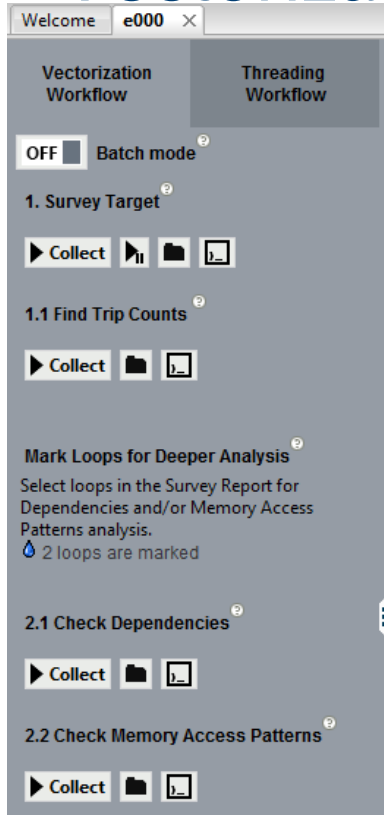 Welcome e000 ×
Vectorization Workflow
Threading Workflow
OFF Batch mode ?
1. Survey Target ?
Collect
1.1 Find Trip Counts ?
Collect
Mark Loops for Deeper Analysis ?
Select loops in the Survey Report for
Dependencies and/or Memory Access
Patterns analysis.
2 loops are marked
2.1 Check Dependencies ?
Collect
2.2 Check Memory Access Patterns ?
Collect